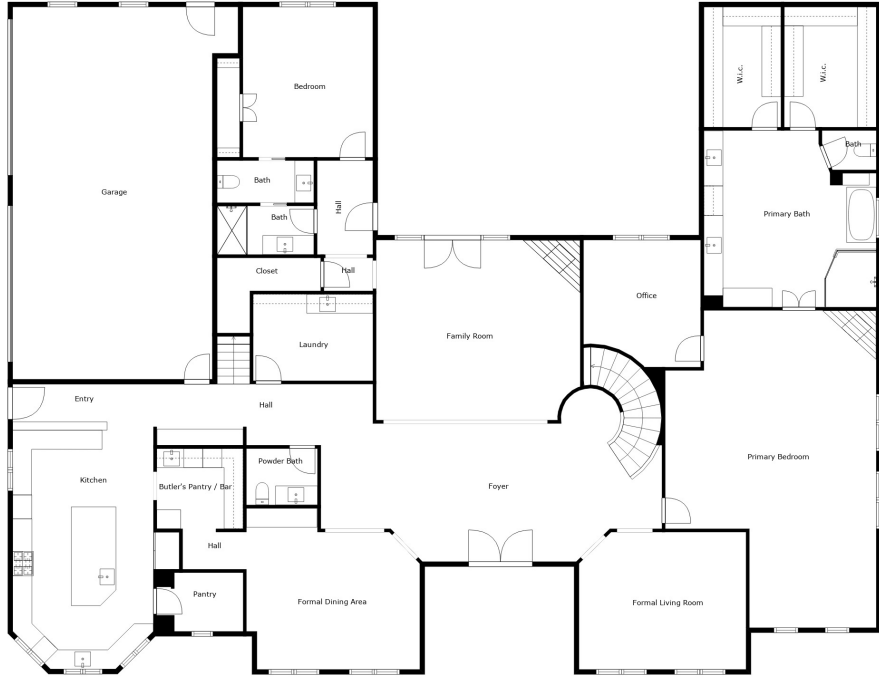 W.i.c.
W.i.c.
Bedroom
Bath
Bath
Garage
Hall
Bath
Primary Bath
Closet
Hall
Office
Family Room
Laundry
Entry
Hall
Primary Bedroom
Powder Bath
Kitchen
Butler's Pantry / Bar
Foyer
Hall
Pantry
Formal Dining Area
Formal Living Room